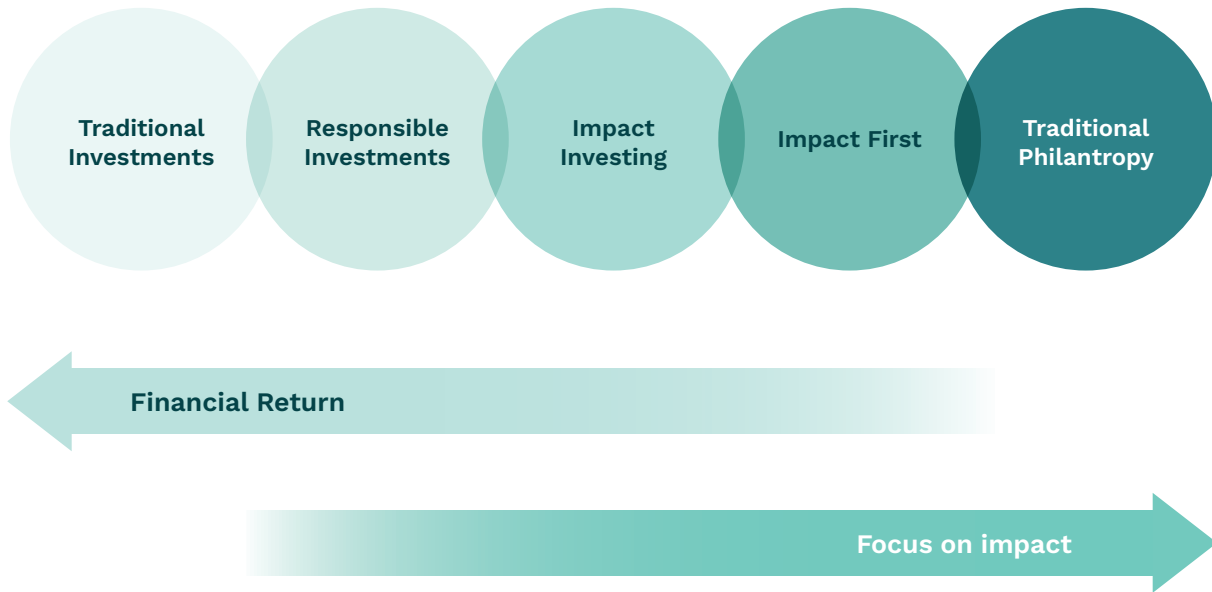 Traditional
Investments
Responsible
Investments
Impact
Investing
Impact First
Traditional
Philantropy
Financial Return
Focus on impact